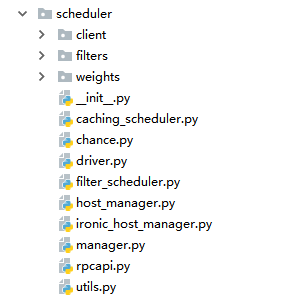 scheduler
client
filters
weights
__init__.py
caching_scheduler.py
chance.py
driver.py
filter_scheduler.py
host_manager.py
ironic_host_manager.py
manager.py
rpcapi.py
utils.py